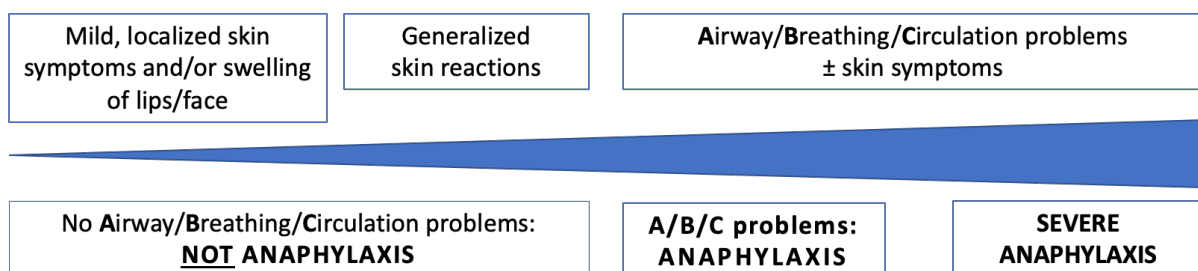 Mild, localized skin
symptoms and/or swelling
of lips/face
Generalized
skin reactions
Airway/Breathing/Circulation problems
± skin symptoms
No Airway/Breathing/Circulation problems:
NOT ANAPHYLAXIS
A/B/C problems:
ANAPHYLAXIS
SEVERE
ANAPHYLAXIS